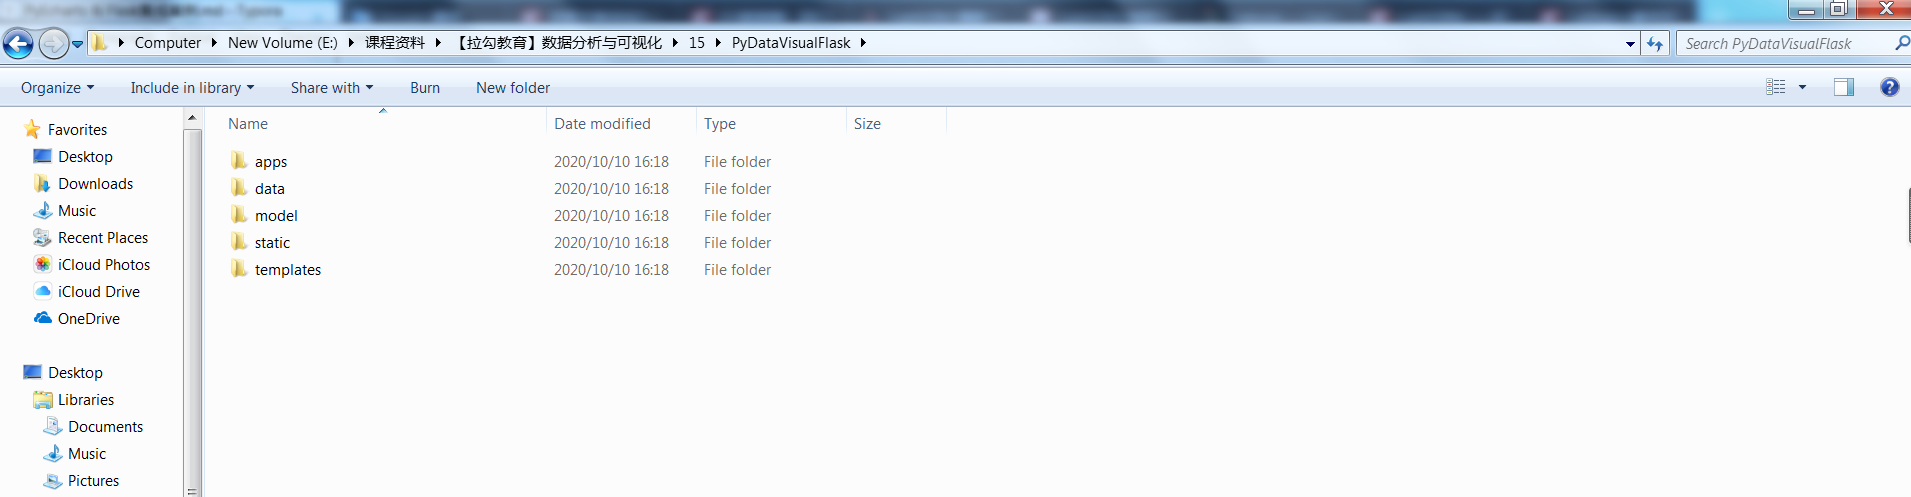 Computer New Volume (E:) 课程资料 【拉勾教育】数据分析与可视化 15 PyDataVisualFlask
Search PyDataVisualFlask
Organize Include in library Share with Burn New folder
Name Date modified Type Size
apps 2020/10/10 16:18 File folder
data 2020/10/10 16:18 File folder
model 2020/10/10 16:18 File folder
static 2020/10/10 16:18 File folder
templates 2020/10/10 16:18 File folder
Favorites
Desktop
Downloads
Music
Recent Places
iCloud Photos
iCloud Drive
OneDrive
Desktop
Libraries
Documents
Music
Pictures